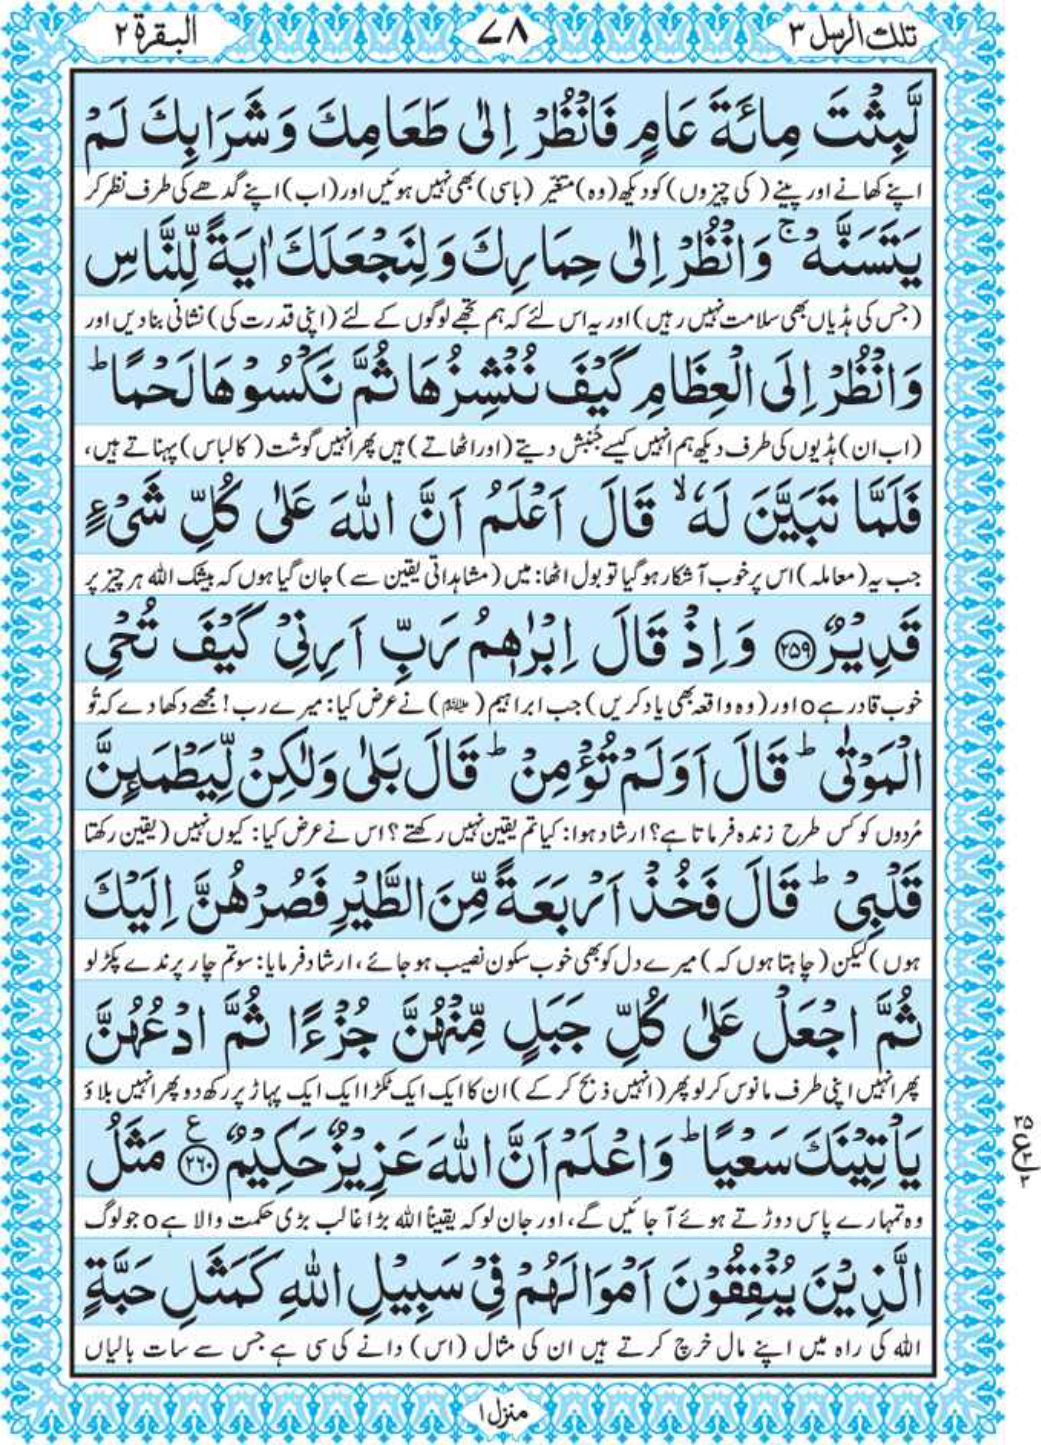 تلك الرسل ٣
٧٨
البقرة ٢
لَّبِثْتَ مِائَةَ عَامٍ فَانْظُرْ اِلٰى طَعَامِكَ وَشَرَابِكَ لَمْ
اپنے کھانے اور پینے (کی چیزوں) کو دیکھ (وہ) متغیّر (باسی) بھی نہیں ہوئیں اور (اب) اپنے گدھے کی طرف نظر کر
يَتَسَنَّهْ ۚ وَانْظُرْ اِلٰى حِمَارِكَ وَلِنَجْعَلَكَ اٰيَةً لِّلنَّاسِ
(جس کی ہڈیاں بھی سلامت نہیں رہیں) اور یہ اس لئے کہ ہم تجھے لوگوں کے لئے (اپنی قدرت کی) نشانی بنا دیں اور
وَانْظُرْ اِلَى الْعِظَامِ كَيْفَ نُنْشِزُهَا ثُمَّ نَكْسُوْهَا لَحْمًا ؕ
(اب ان) ہڈیوں کی طرف دیکھ ہم انہیں کیسے جُنبش دیتے (اور اٹھاتے) ہیں پھر انہیں گوشت (کا لباس) پہناتے ہیں،
فَلَمَّا تَبَيَّنَ لَهٗ ۙ قَالَ اَعْلَمُ اَنَّ اللّٰهَ عَلٰى كُلِّ شَيْءٍ
جب یہ (معاملہ) اس پر خوب آشکار ہو گیا تو بول اٹھا: میں (مشاہداتی یقین سے) جان گیا ہوں کہ بیشک اللہ ہر چیز پر
قَدِيْرٌ ﴿٢٥٩﴾ وَاِذْ قَالَ اِبْرٰهٖمُ رَبِّ اَرِنِيْ كَيْفَ تُحْيِ
خوب قادر ہے o اور (وہ واقعہ بھی یاد کریں) جب ابراہیم (علیہ السلام) نے عرض کیا: میرے رب! مجھے دکھا دے کہ تُو
الْمَوْتٰى ؕ قَالَ اَوَلَمْ تُؤْمِنْ ؕ قَالَ بَلٰى وَلٰكِنْ لِّيَطْمَئِنَّ
مُردوں کو کس طرح زندہ فرماتا ہے؟ ارشاد ہوا: کیا تم یقین نہیں رکھتے؟ اس نے عرض کیا: کیوں نہیں (یقین رکھتا
قَلْبِيْ ؕ قَالَ فَخُذْ اَرْبَعَةً مِّنَ الطَّيْرِ فَصُرْهُنَّ اِلَيْكَ
ہوں) لیکن (چاہتا ہوں کہ) میرے دل کو بھی خوب سکون نصیب ہو جائے، ارشاد فرمایا: سو تم چار پرندے پکڑ لو
ثُمَّ اجْعَلْ عَلٰى كُلِّ جَبَلٍ مِّنْهُنَّ جُزْءًا ثُمَّ ادْعُهُنَّ
پھر انہیں اپنی طرف مانوس کر لو پھر (انہیں ذبح کر کے) ان کا ایک ایک ٹکڑا ایک ایک پہاڑ پر رکھ دو پھر انہیں بلاؤ
يَاْتِيْنَكَ سَعْيًا ؕ وَاعْلَمْ اَنَّ اللّٰهَ عَزِيْزٌ حَكِيْمٌ ﴿٢٦٠﴾ ع مَثَلُ
وہ تمہارے پاس دوڑتے ہوئے آ جائیں گے، اور جان لو کہ یقینًا اللہ بڑا غالب بڑی حکمت والا ہے o جو لوگ
٣٥
ع ٣
٣
الَّذِيْنَ يُنْفِقُوْنَ اَمْوَالَهُمْ فِيْ سَبِيْلِ اللّٰهِ كَمَثَلِ حَبَّةٍ
اللہ کی راہ میں اپنے مال خرچ کرتے ہیں ان کی مثال (اس) دانے کی سی ہے جس سے سات بالیاں
منزل ١